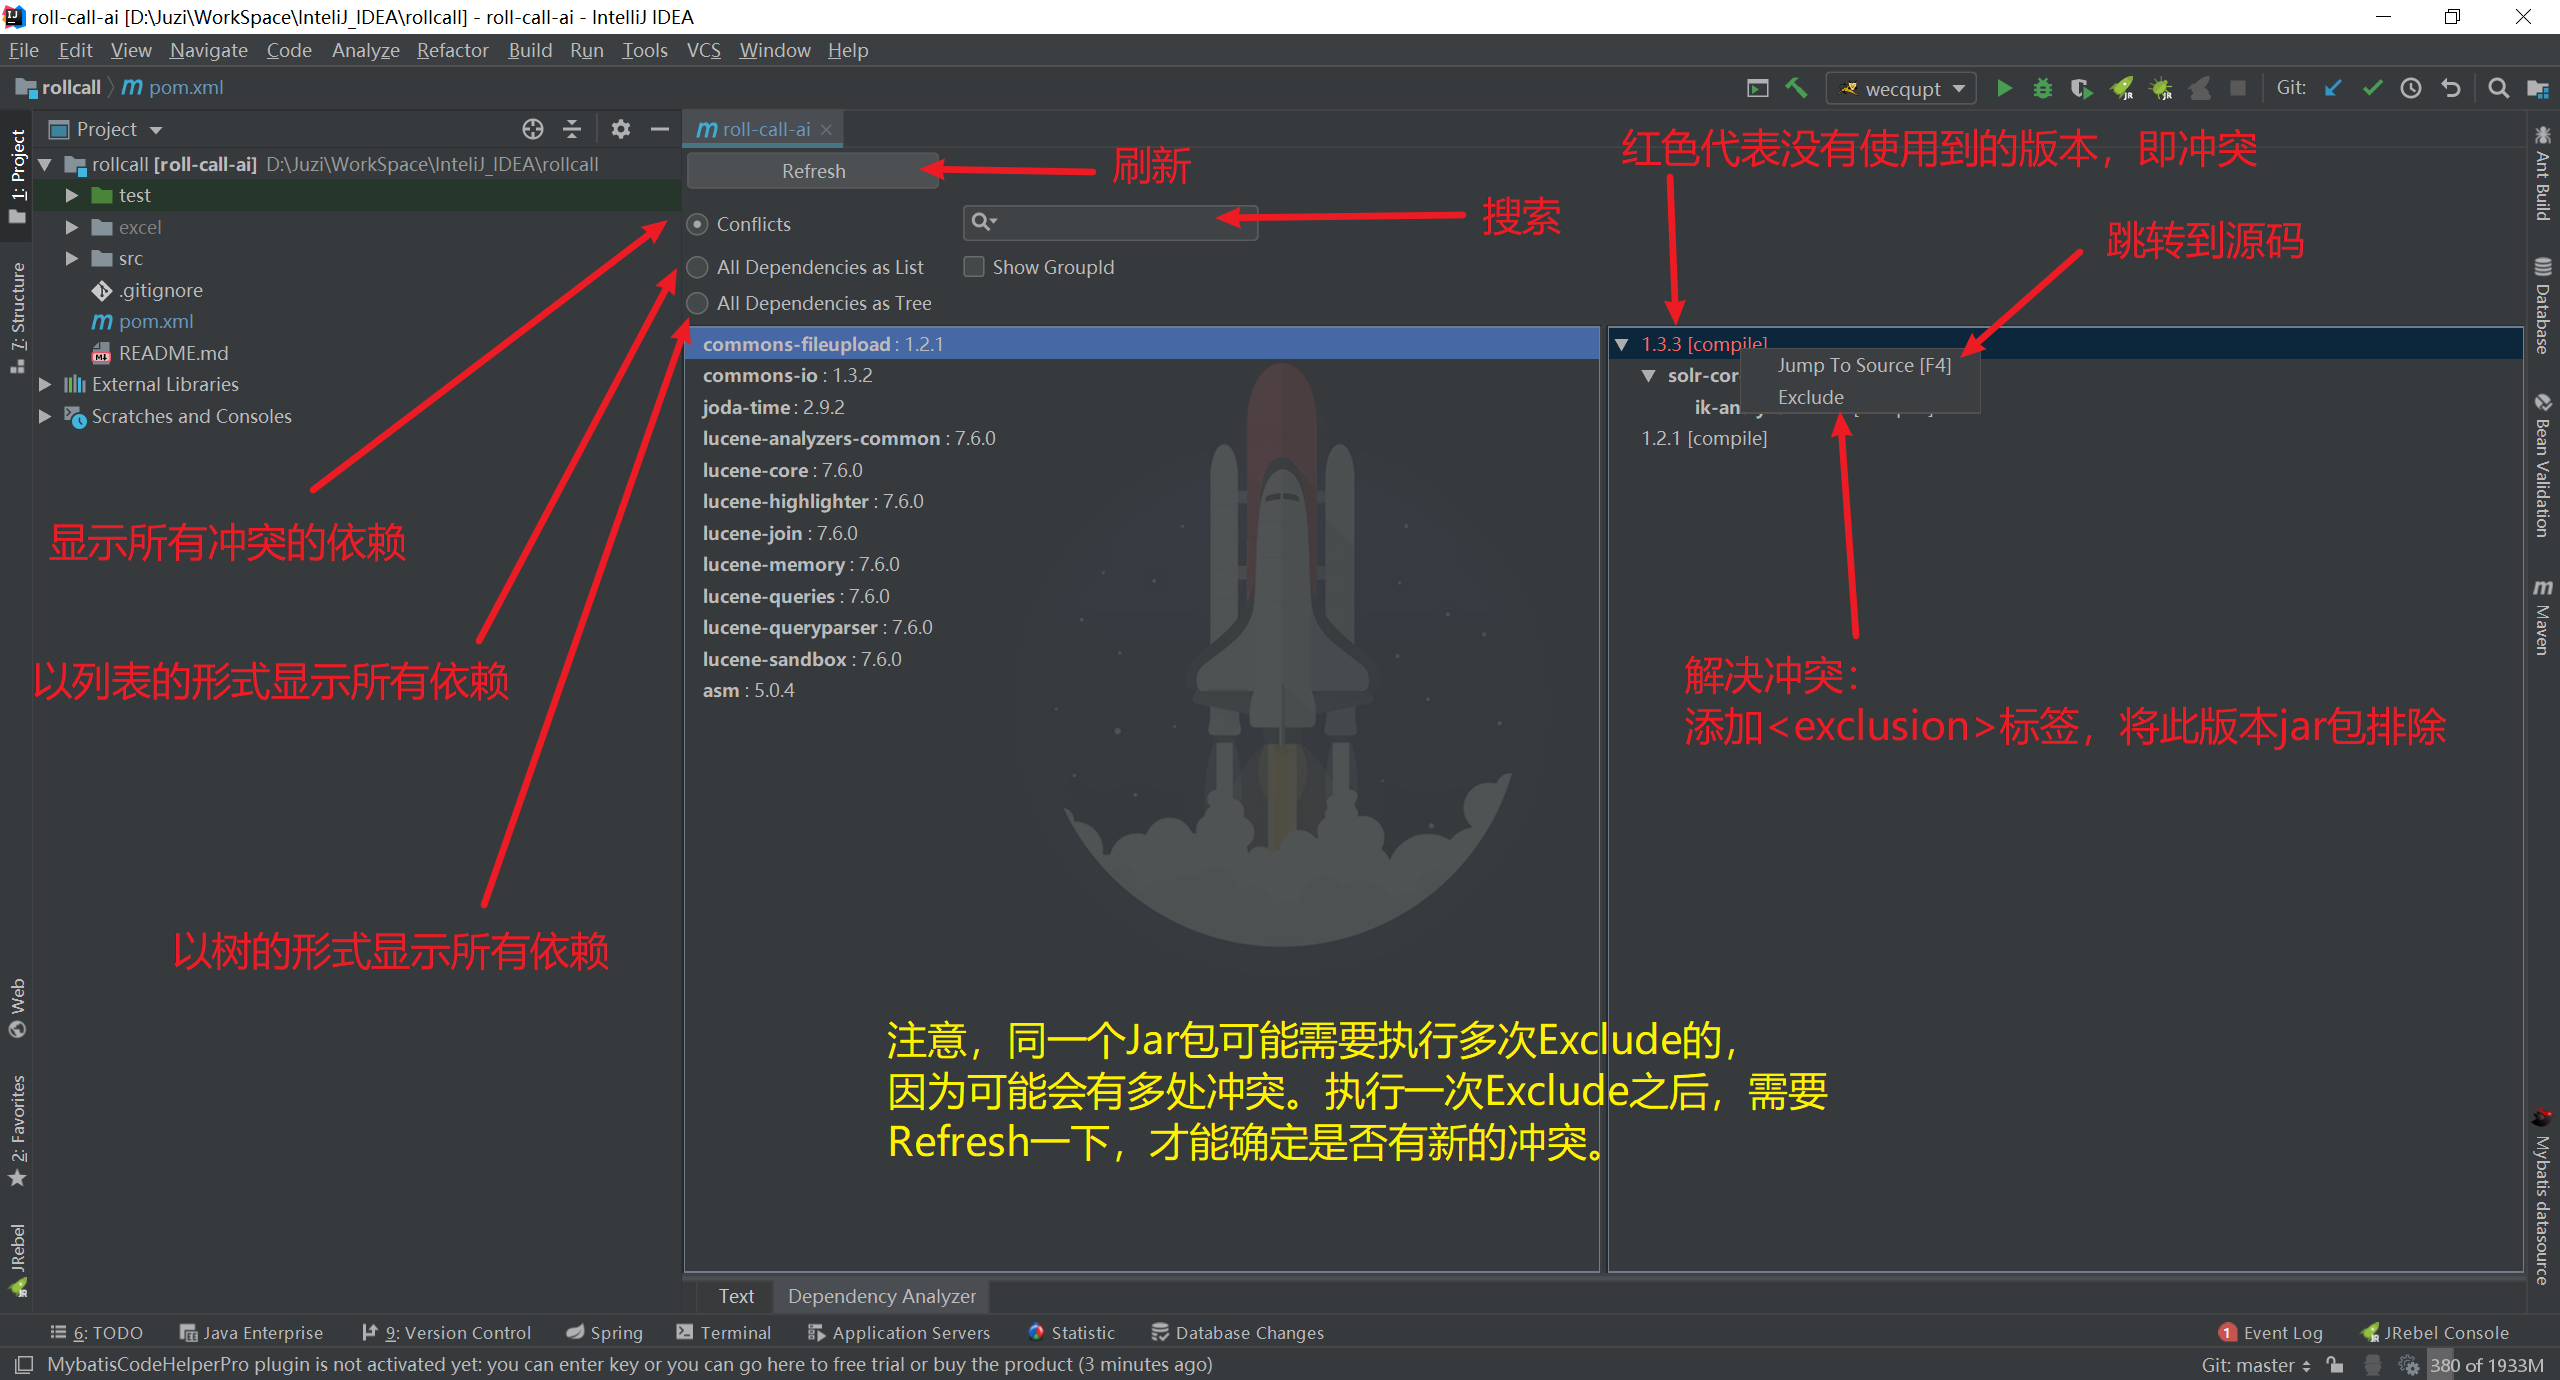 roll-call-ai [D:\Juzi\WorkSpace\InteliJ_IDEA\rollcall] - roll-call-ai - IntelliJ IDEA
File Edit View Navigate Code Analyze Refactor Build Run Tools VCS Window Help
rollcall pom.xml
wecqupt
Git:
Project
roll-call-ai
rollcall [roll-call-ai] D:\Juzi\WorkSpace\InteliJ_IDEA\rollcall
test
excel
src
.gitignore
pom.xml
README.md
External Libraries
Scratches and Consoles
1: Project
7: Structure
Web
2: Favorites
JRebel
Refresh
刷新
Conflicts
搜索
All Dependencies as List
Show GroupId
All Dependencies as Tree
红色代表没有使用到的版本，即冲突
跳转到源码
commons-fileupload : 1.2.1
commons-io : 1.3.2
joda-time : 2.9.2
lucene-analyzers-common : 7.6.0
lucene-core : 7.6.0
lucene-highlighter : 7.6.0
lucene-join : 7.6.0
lucene-memory : 7.6.0
lucene-queries : 7.6.0
lucene-queryparser : 7.6.0
lucene-sandbox : 7.6.0
asm : 5.0.4
1.3.3 [compile]
Jump To Source [F4]
solr-cor
Exclude
ik-an
1.2.1 [compile]
显示所有冲突的依赖
以列表的形式显示所有依赖
以树的形式显示所有依赖
解决冲突：
添加<exclusion>标签，将此版本jar包排除
注意，同一个Jar包可能需要执行多次Exclude的，
因为可能会有多处冲突。执行一次Exclude之后，需要
Refresh一下，才能确定是否有新的冲突。
Ant Build
Database
Bean Validation
Maven
Mybatis datasource
Text Dependency Analyzer
6: TODO Java Enterprise 9: Version Control Spring Terminal Application Servers Statistic Database Changes 1 Event Log JRebel Console
MybatisCodeHelperPro plugin is not activated yet: you can enter key or you can go here to free trial or buy the product (3 minutes ago) Git: master 380 of 1933M